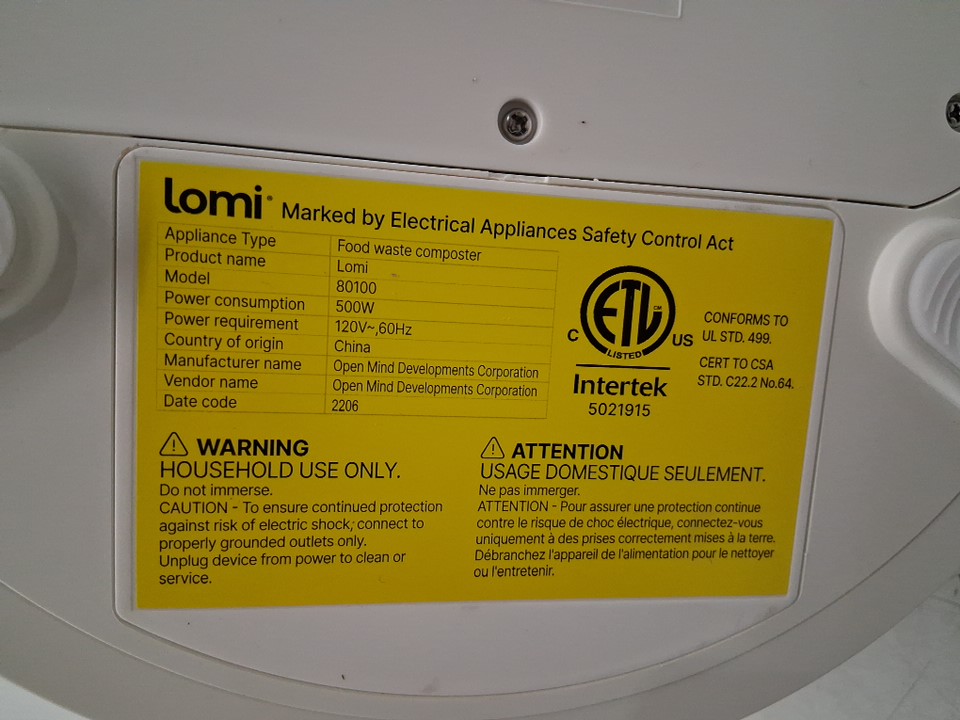 Lomi® Marked by Electrical Appliances Safety Control Act
Appliance Type Food waste composter
Product name Lomi
Model 80100
Power consumption 500W
Power requirement 120V~,60Hz
Country of origin China
Manufacturer name Open Mind Developments Corporation
Vendor name Open Mind Developments Corporation
Date code 2206
ETL CM
LISTED
C US
Intertek
5021915
CONFORMS TO
UL STD. 499.
CERT TO CSA
STD. C22.2 No.64.
⚠ WARNING
HOUSEHOLD USE ONLY.
Do not immerse.
CAUTION - To ensure continued protection
against risk of electric shock, connect to
properly grounded outlets only.
Unplug device from power to clean or
service.
⚠ ATTENTION
USAGE DOMESTIQUE SEULEMENT.
Ne pas immerger.
ATTENTION - Pour assurer une protection continue
contre le risque de choc électrique, connectez-vous
uniquement à des prises correctement mises à la terre.
Débranchez l'appareil de l'alimentation pour le nettoyer
ou l'entretenir.